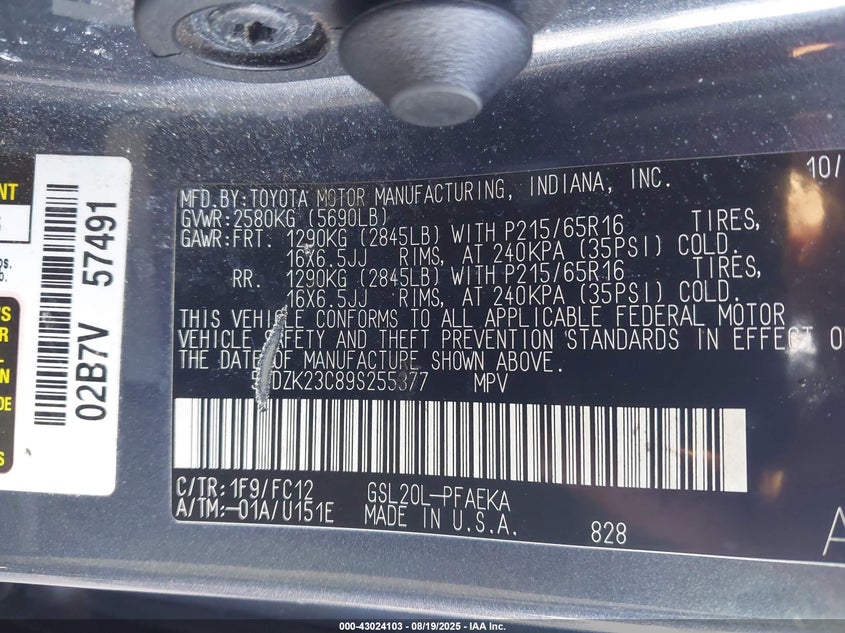 10/
MFD.BY:TOYOTA MOTOR MANUFACTURING, INDIANA, INC.
GVWR:2580KG (5690LB)
GAWR:FRT. 1290KG (2845LB) WITH P215/65R16 TIRES,
16X6.5JJ RIMS, AT 240KPA (35PSI) COLD.
RR. 1290KG (2845LB) WITH P215/65R16 TIRES,
16X6.5JJ RIMS, AT 240KPA (35PSI) COLD.
THIS VEHICLE CONFORMS TO ALL APPLICABLE FEDERAL MOTOR
VEHICLE SAFETY AND THEFT PREVENTION STANDARDS IN EFFECT O
THE DATE OF MANUFACTURE SHOWN ABOVE.
DZK23C89S255377 MPV
C/TR:1F9/FC12 GSL20L-PFAEKA
A/TM:-01A/U151E MADE IN U.S.A.
828
A
02B7V 57491
NT
os.
b.
'S
R
L
ON
DE
S
000-43024103 - 08/19/2025 - IAA Inc.